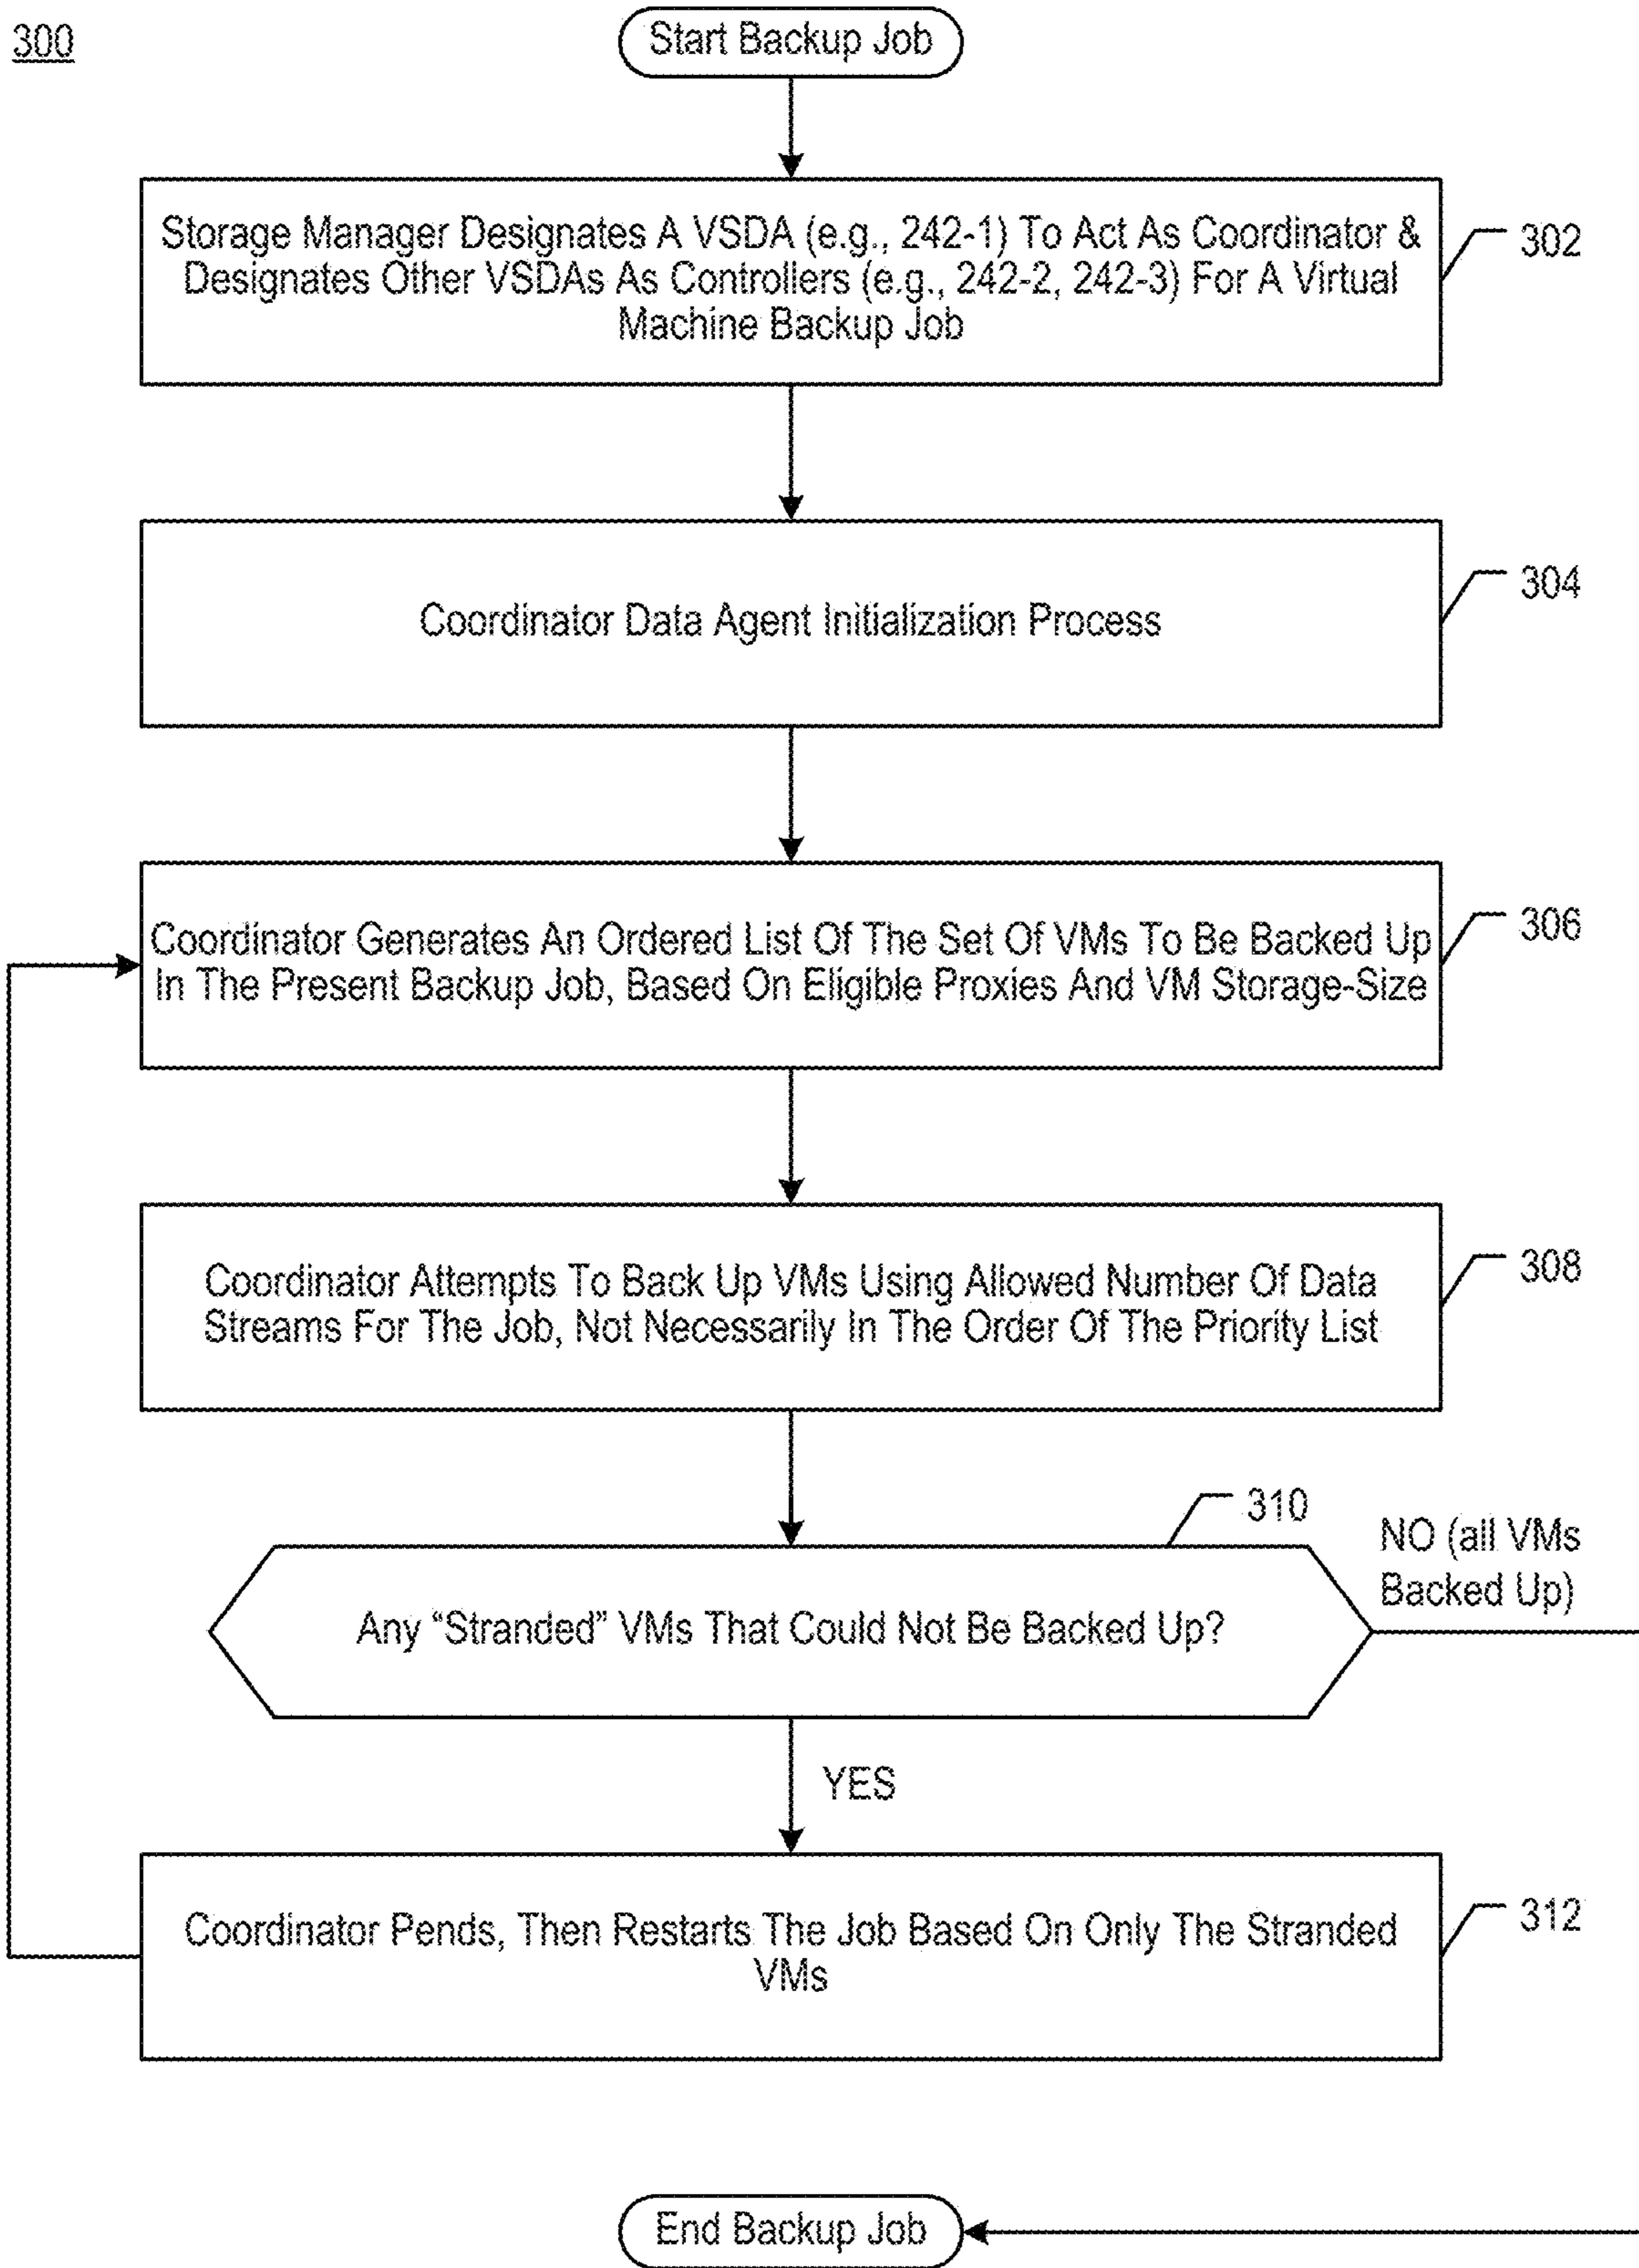 300
Start Backup Job
Storage Manager Designates A VSDA (e.g., 242-1) To Act As Coordinator &
Designates Other VSDAs As Controllers (e.g., 242-2, 242-3) For A Virtual
Machine Backup Job
302
Coordinator Data Agent Initialization Process
304
Coordinator Generates An Ordered List Of The Set Of VMs To Be Backed Up
In The Present Backup Job, Based On Eligible Proxies And VM Storage-Size
306
Coordinator Attempts To Back Up VMs Using Allowed Number Of Data
Streams For The Job, Not Necessarily In The Order Of The Priority List
308
310
Any “Stranded” VMs That Could Not Be Backed Up?
NO (all VMs
Backed Up)
YES
Coordinator Pends, Then Restarts The Job Based On Only The Stranded
VMs
312
End Backup Job